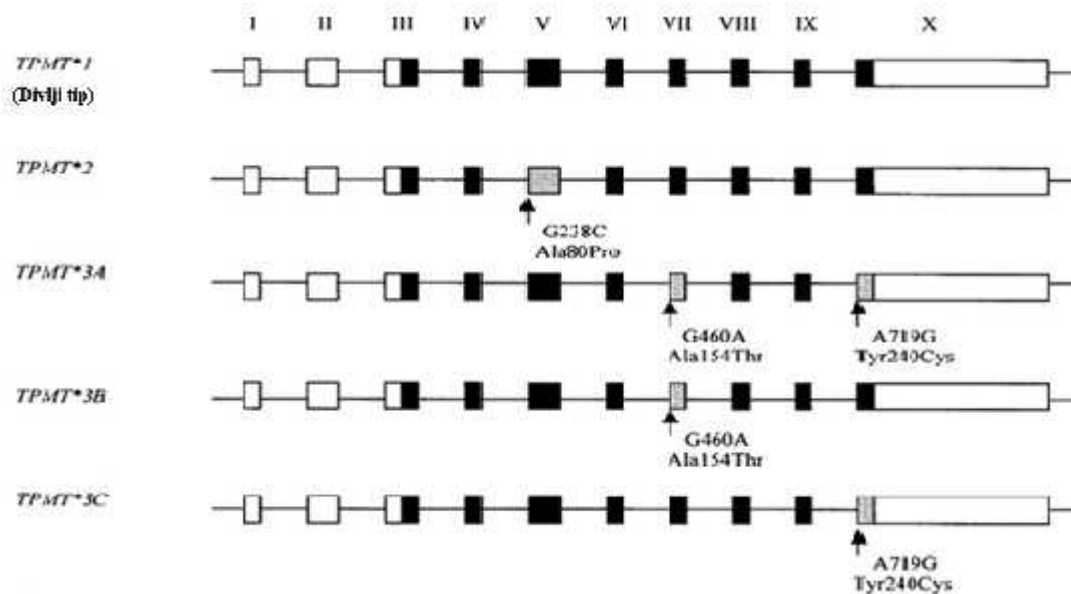 I II III IV V VI VII VIII IX X
TPMT*1
(Divlji tip)
TPMT*2
G238C
Ala80Pro
TPMT*3A
G460A
Ala154Thr
A719G
Tyr240Cys
TPMT*3B
G460A
Ala154Thr
TPMT*3C
A719G
Tyr240Cys